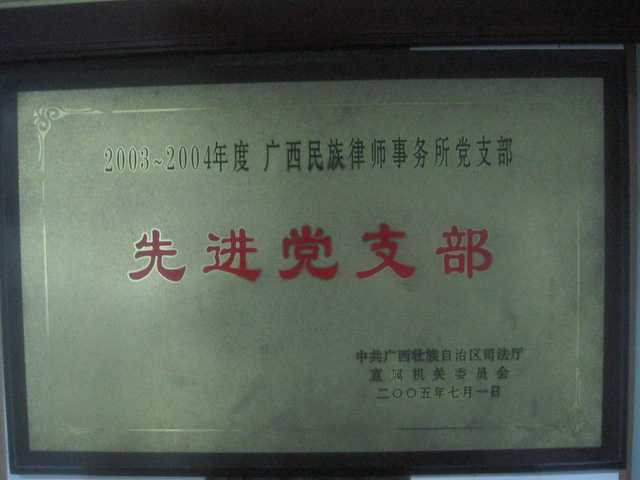 2003~2004年度 广西民族律师事务所党支部
先进党支部
中共广西壮族自治区司法厅
直属机关委员会
二〇〇五年七月一日